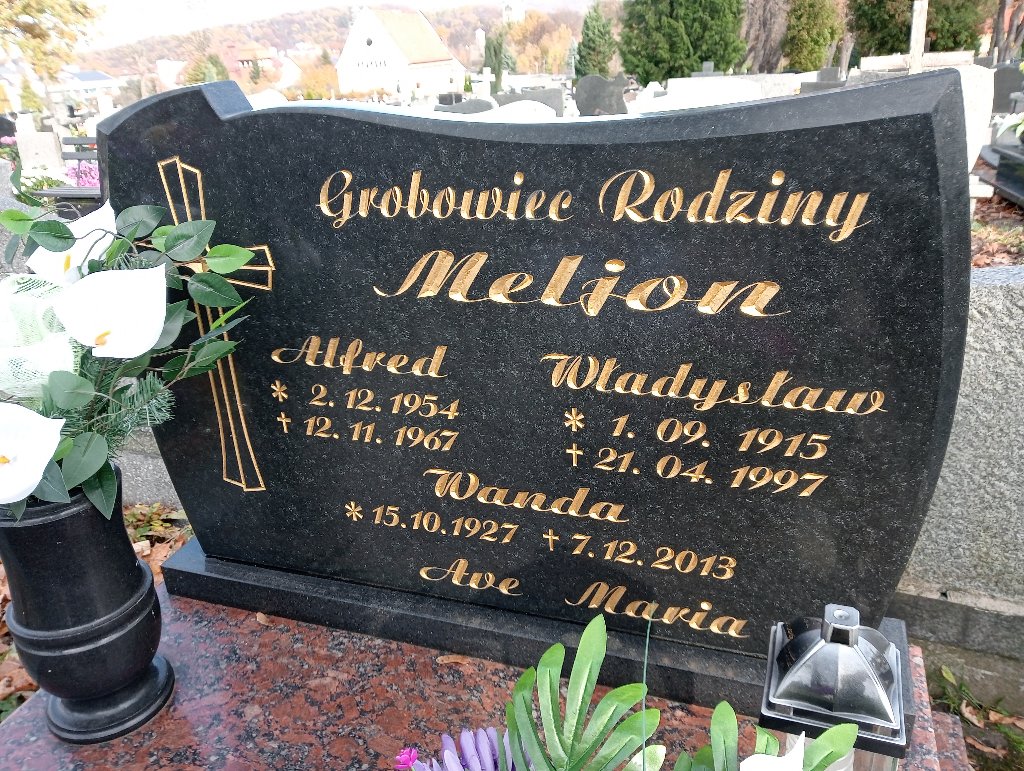 Grobowiec Rodziny
Meljon
Alfred Władysław
* 2. 12. 1954 * 1. 09. 1915
† 12. 11. 1967 † 21. 04. 1997
Wanda
* 15.10.1927 † 7.12.2013
Ave Maria